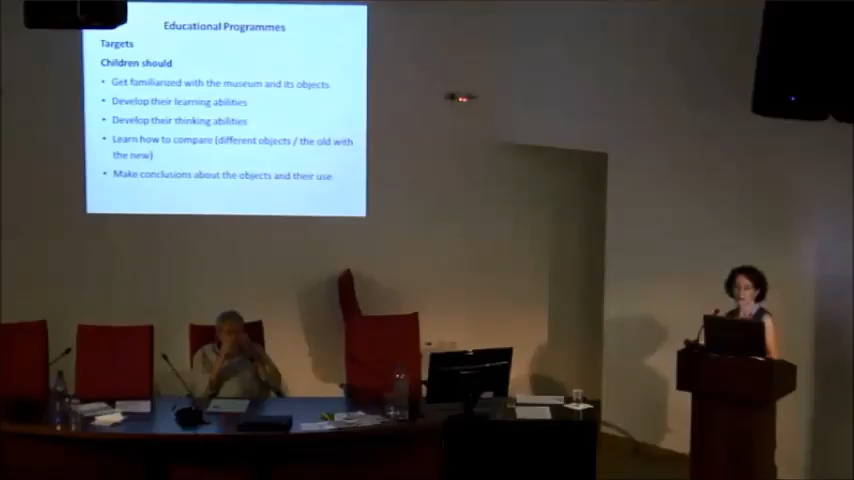 Educational Programmes
Targets
Children should
• Get familiarized with the museum and its objects
• Develop their learning abilities
• Develop their thinking abilities
• Learn how to compare (different objects / the old with
the new)
• Make conclusions about the objects and their use